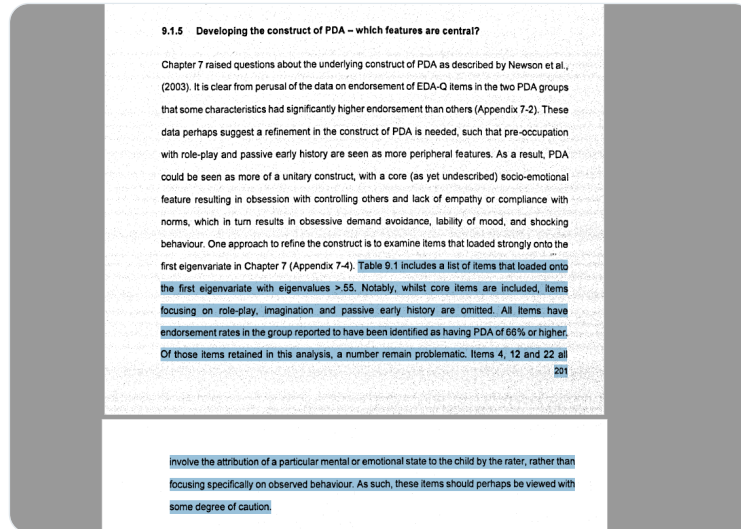 9.1.5 Developing the construct of PDA – which features are central?
Chapter 7 raised questions about the underlying construct of PDA as described by Newson et al.,
(2003). It is clear from perusal of the data on endorsement of EDA-Q items in the two PDA groups
that some characteristics had significantly higher endorsement than others (Appendix 7-2). These
data perhaps suggest a refinement in the construct of PDA is needed, such that pre-occupation
with role-play and passive early history are seen as more peripheral features. As a result, PDA
could be seen as more of a unitary construct, with a core (as yet undescribed) socio-emotional
feature resulting in obsession with controlling others and lack of empathy or compliance with
norms, which in turn results in obsessive demand avoidance, lability of mood, and shocking
behaviour. One approach to refine the construct is to examine items that loaded strongly onto the
first eigenvariate in Chapter 7 (Appendix 7-4). Table 9.1 includes a list of items that loaded onto
the first eigenvariate with eigenvalues >.55. Notably, whilst core items are included, items
focusing on role-play, imagination and passive early history are omitted. All items have
endorsement rates in the group reported to have been identified as having PDA of 66% or higher.
Of those items retained in this analysis, a number remain problematic. Items 4, 12 and 22 all
201
involve the attribution of a particular mental or emotional state to the child by the rater, rather than
focusing specifically on observed behaviour. As such, these items should perhaps be viewed with
some degree of caution.